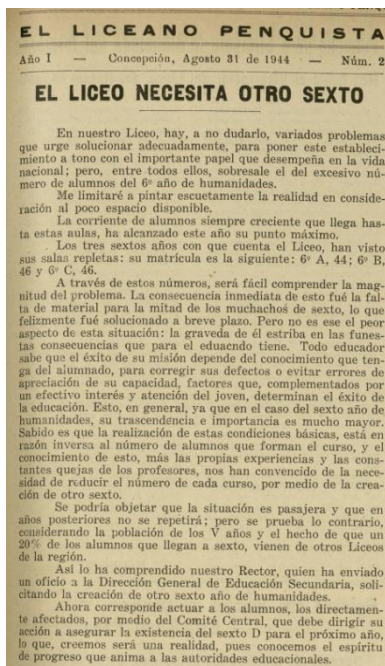 EL LICEANO PENQUISTA
Año I — Concepción, Agosto 31 de 1944 — Núm. 2
EL LICEO NECESITA OTRO SEXTO
En nuestro Liceo, hay, a no dudarlo, variados problemas
que urge solucionar adecuadamente, para poner este estableci-
miento a tono con el importante papel que desempeña en la vida
nacional; pero, entre todos ellos, sobresale el del excesivo nú-
mero de alumnos del 6º año de humanidades.
Me limitaré a pintar escuetamente la realidad en conside-
ración al poco espacio disponible.
La corriente de alumnos siempre creciente que llega has-
ta estas aulas, ha alcanzado este año su punto máximo.
Los tres sextos años con que cuenta el Liceo, han visto
sus salas repletas: su matrícula es la siguiente: 6º A, 44; 6º B,
46 y 6º C, 46.
A través de estos números, será fácil comprender la mag-
nitud del problema. La consecuencia inmediata de esto fué la fal-
ta de material para la mitad de los muchachos de sexto, lo que
felizmente fué solucionado a breve plazo. Pero no es ese el peor
aspecto de esta situación: la graveda de él estriba en las funes-
tas consecuencias que para el eduacndo tiene. Todo educador
sabe que el éxito de su misión depende del conocimiento que ten-
ga del alumnado, para corregir sus defectos o evitar errores de
apreciación de su capacidad, factores que, complementados por
un efectivo interés y atención del joven, determinan el éxito de
la educación. Esto, en general, ya que en el caso del sexto año de
humanidades, su trascendencia e importancia es mucho mayor.
Sabido es que la realización de estas condiciones básicas, está en
razón inversa al número de alumnos que forman el curso, y el
conocimiento de esto, más las propias experiencias y las cons-
tantes quejas de los profesores, nos han convencido de la nece-
sidad de reducir el número de cada curso, por medio de la crea-
ción de otro sexto.
Se podría objetar que la situación es pasajera y que en
años posteriores no se repetirá; pero se prueba lo contrario,
considerando la población de los V años y el hecho de que un
20% de los alumnos que llegan a sexto, vienen de otros Liceos
de la región.
Así lo ha comprendido nuestro Rector, quien ha enviado
un oficio a la Dirección General de Educación Secundaria, soli-
citando la creación de otro sexto año de humanidades.
Ahora corresponde actuar a los alumnos, los directamen-
te afectados, por medio del Comité Central, que debe dirigir su
acción a asegurar la existencia del sexto D para el próximo año,
lo que, creemos será una realidad, pues conocemos el espíritu
de progreso que anima a las autoridades educacionales.